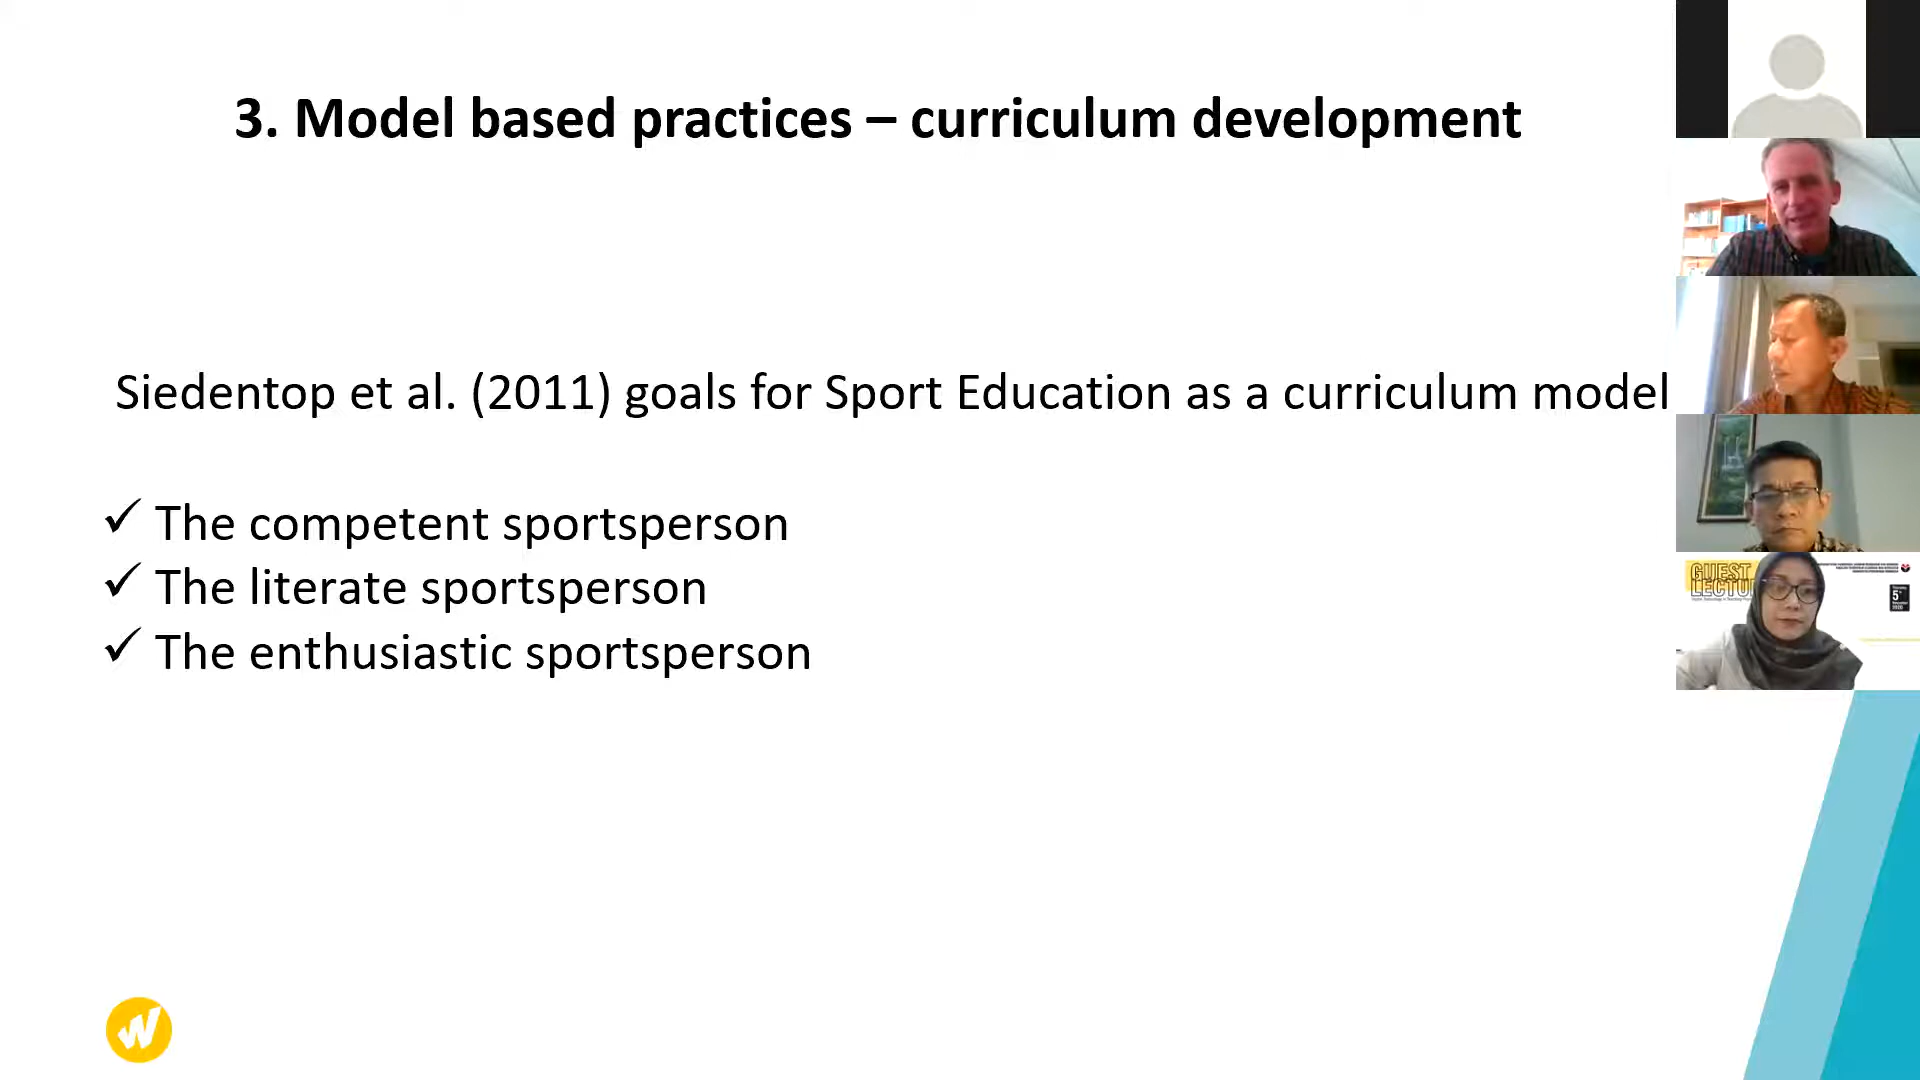 3. Model based practices – curriculum development
Siedentop et al. (2011) goals for Sport Education as a curriculum model
✓ The competent sportsperson
✓ The literate sportsperson
✓ The enthusiastic sportsperson
W
GUEST
5